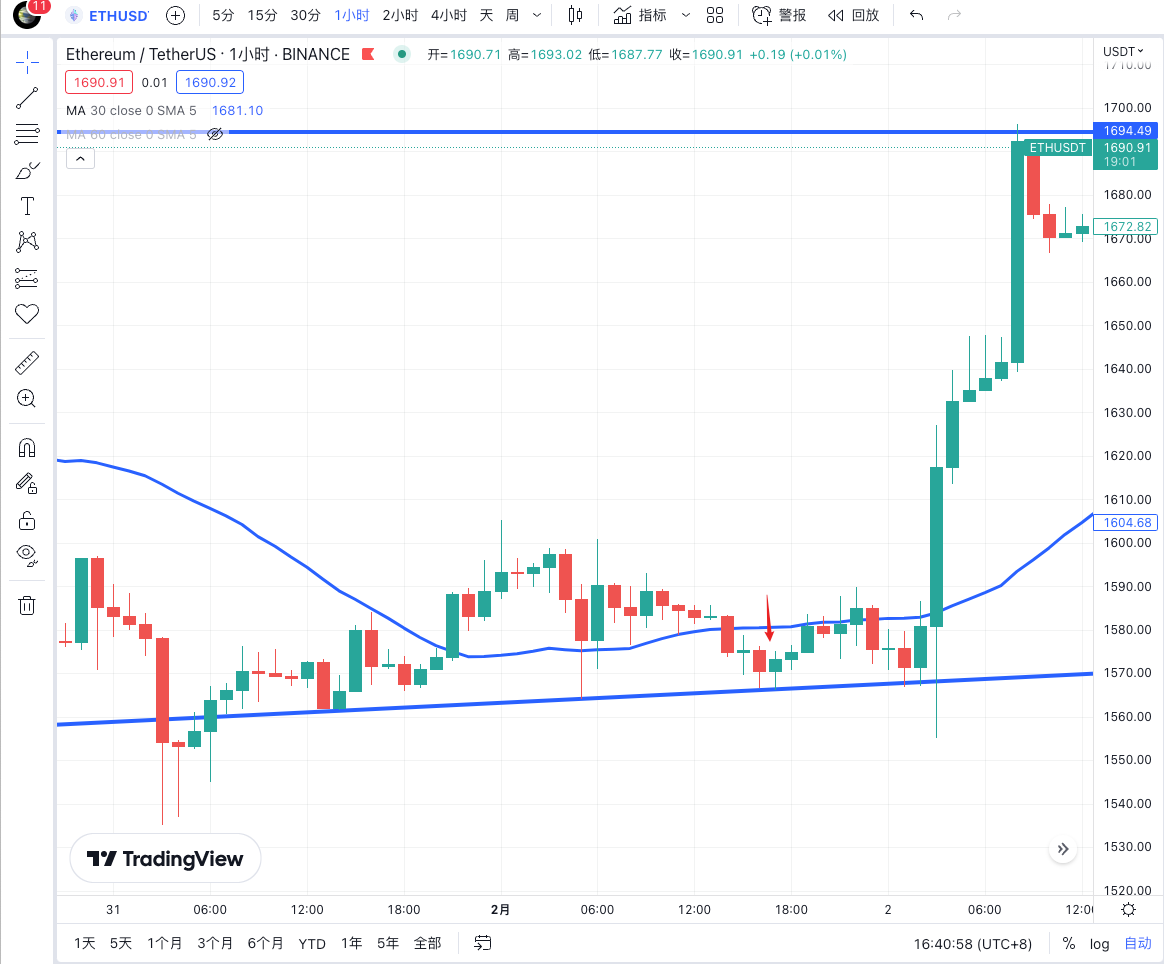 11 ETHUSD 5分 15分 30分 1小时 2小时 4小时 天 周 指标 警报 回放
Ethereum / TetherUS · 1小时 · BINANCE 开=1690.71 高=1693.02 低=1687.77 收=1690.91 +0.19 (+0.01%)
USDT
1710.00
1690.91 0.01 1690.92
1700.00
MA 30 close 0 SMA 5 1681.10
MA 60 close 0 SMA 5
1694.49
ETHUSDT 1690.91
19:01
1680.00
1672.82
1670.00
1660.00
1650.00
1640.00
1630.00
1620.00
1610.00
1604.68
1600.00
1590.00
1580.00
1570.00
1560.00
1550.00
1540.00
1530.00
TradingView
1520.00
31 06:00 12:00 18:00 2月 06:00 12:00 18:00 2 06:00 12:00
1天 5天 1个月 3个月 6个月 YTD 1年 5年 全部 16:40:58 (UTC+8) % log 自动